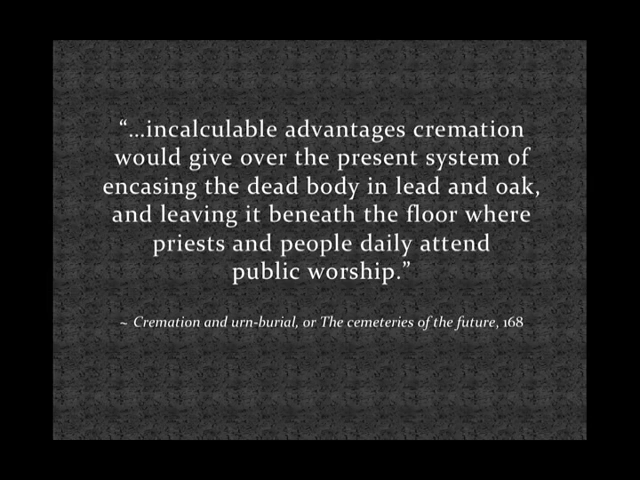 “...incalculable advantages cremation
would give over the present system of
encasing the dead body in lead and oak,
and leaving it beneath the floor where
priests and people daily attend
public worship.”
~ Cremation and urn-burial, or The cemeteries of the future, 168